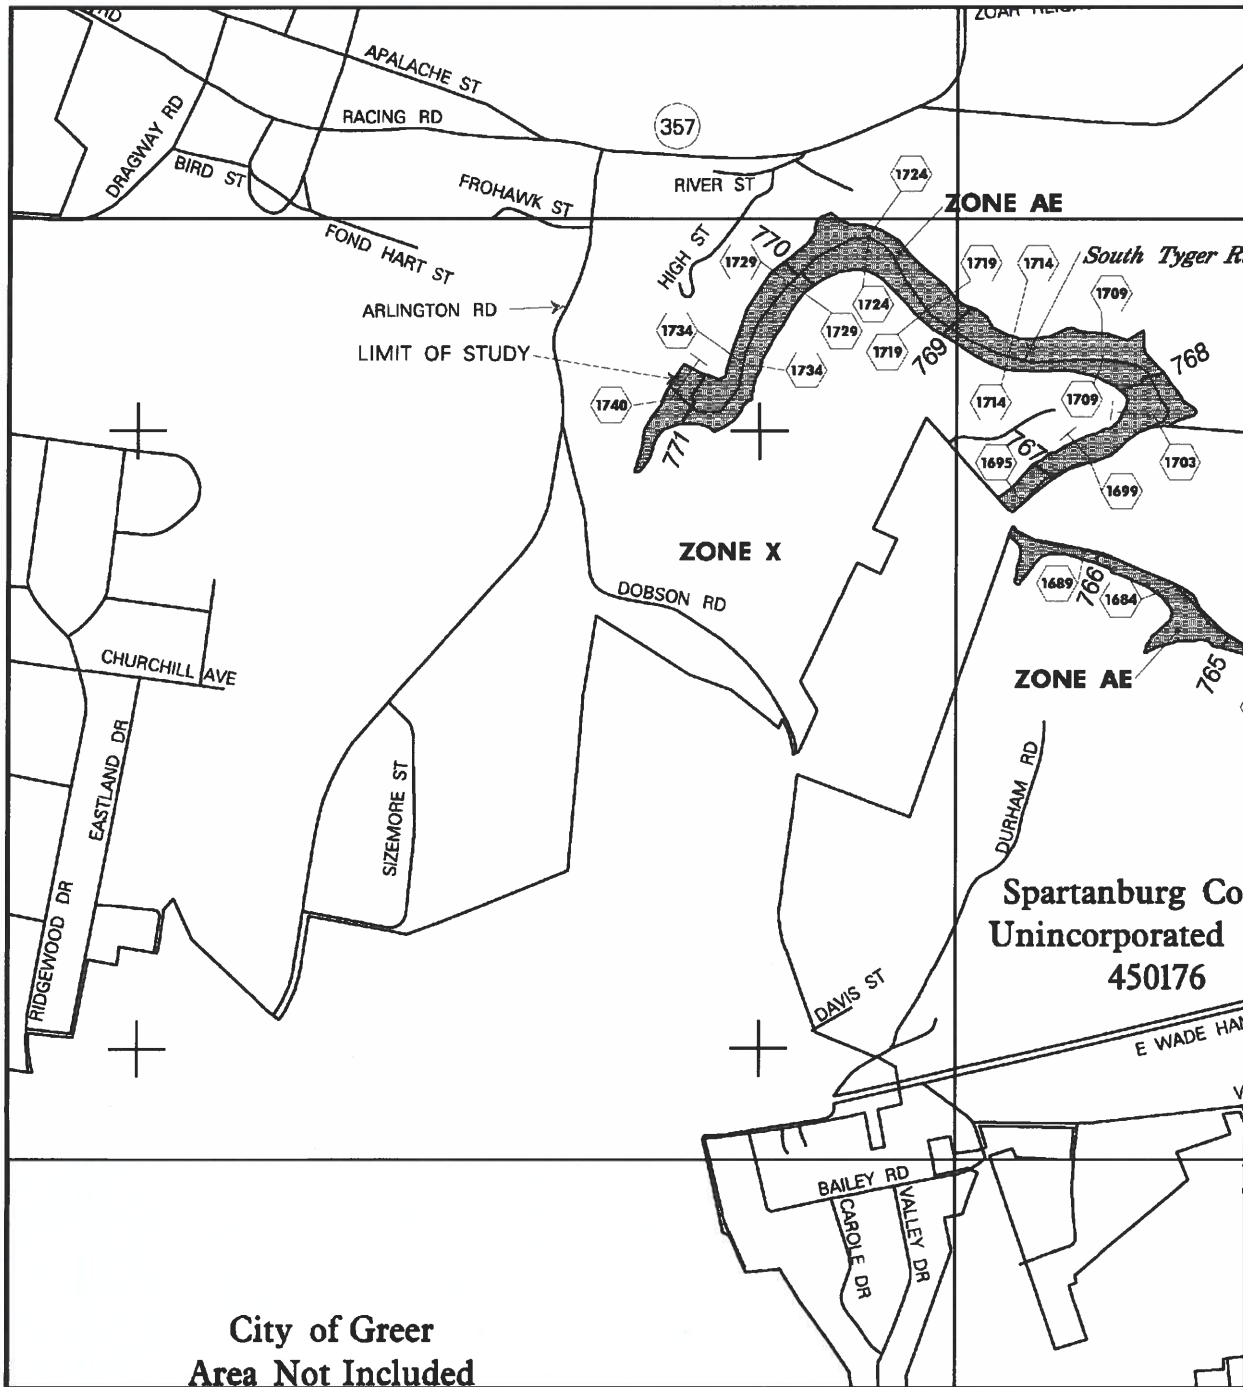 RD
ZOAR HEIGH
APALACHE ST
RACING RD
357
DRAGWAY RD
BIRD ST
FROHAWK ST
RIVER ST
1724
ZONE AE
FOND HART ST
HIGH ST
770
1729
1719
1714
South Tyger R
1709
ARLINGTON RD
1724
1734
1729
LIMIT OF STUDY
1719
769
768
1734
1740
1714
1709
771
767
1695
1703
1699
ZONE X
1689
766
1684
DOBSON RD
CHURCHILL AVE
ZONE AE
765
EASTLAND DR
SIZEMORE ST
DURHAM RD
RIDGEWOOD DR
Spartanburg Co
Unincorporated
450176
DAVIS ST
E WADE HAM
V
BAILEY RD
CAROLE DR
VALLEY DR
City of Greer
Area Not Included